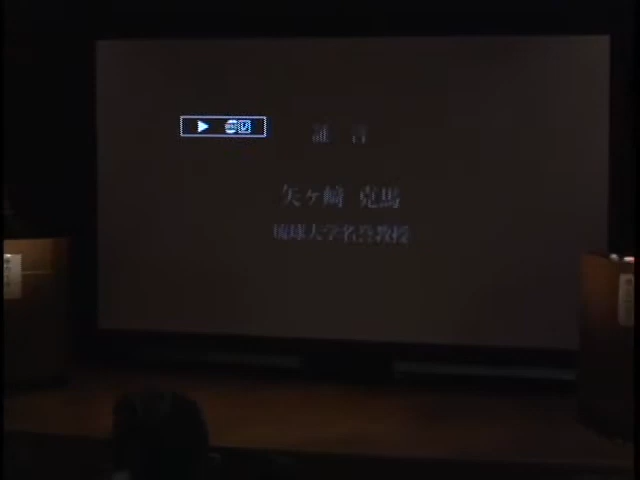 証 言
矢ヶ崎 克馬
琉球大学名誉教授